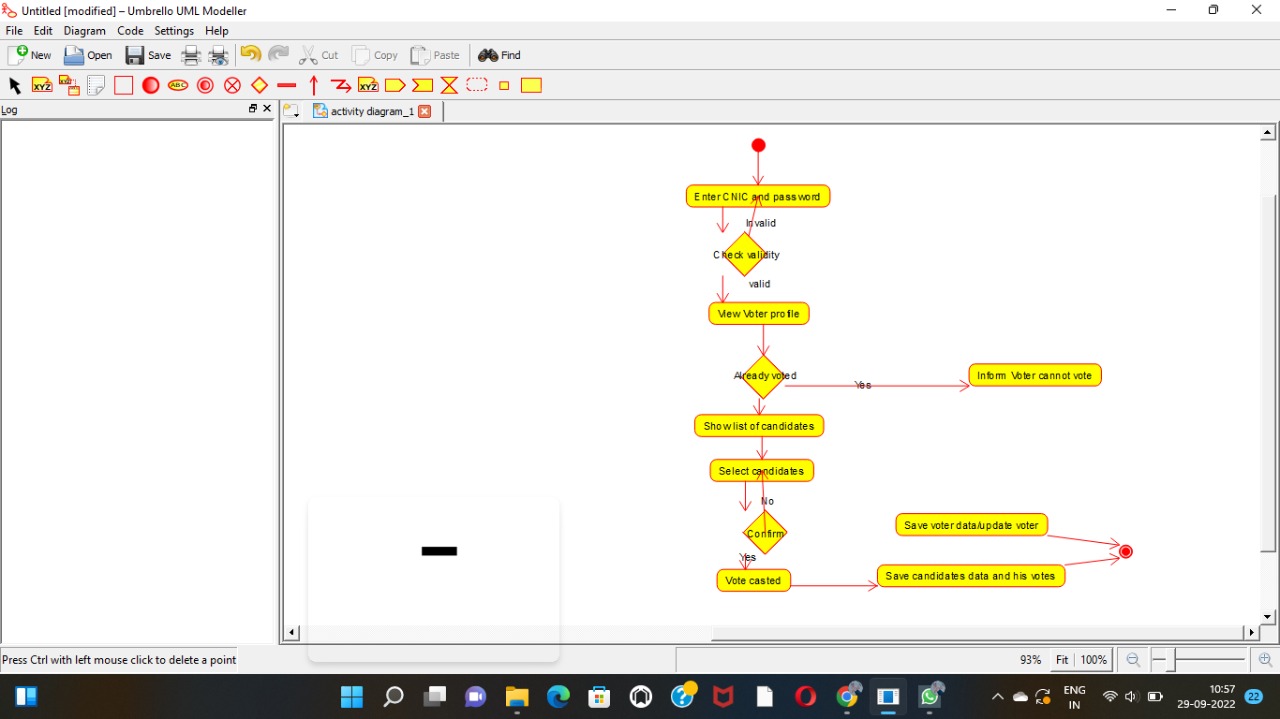 Untitled [modified] – Umbrello UML Modeller
File Edit Diagram Code Settings Help
New Open Save Cut Copy Paste Find
XYZ ABC XYZ
Log
activity diagram_1
Enter CNIC and password
Invalid
Check validity
valid
View Voter profile
Already voted
Yes
Inform Voter cannot vote
Show list of candidates
Select candidates
No
Confirm
Yes
Vote casted
Save voter data/update voter
Save candidates data and his votes
Press Ctrl with left mouse click to delete a point
93% Fit 100%
ENG
IN
10:57
29-09-2022
22